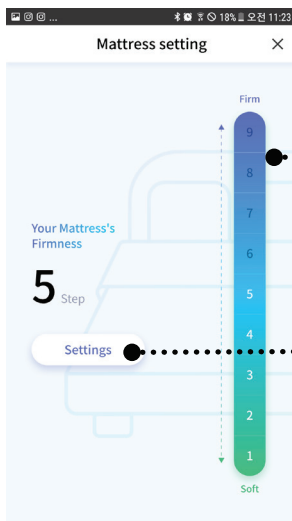 ... 18% 오전 11:23
Mattress setting
Firm
9
8
7
Your Mattress's
Firmness
6
5 Step
5
4
Settings
3
2
1
Soft